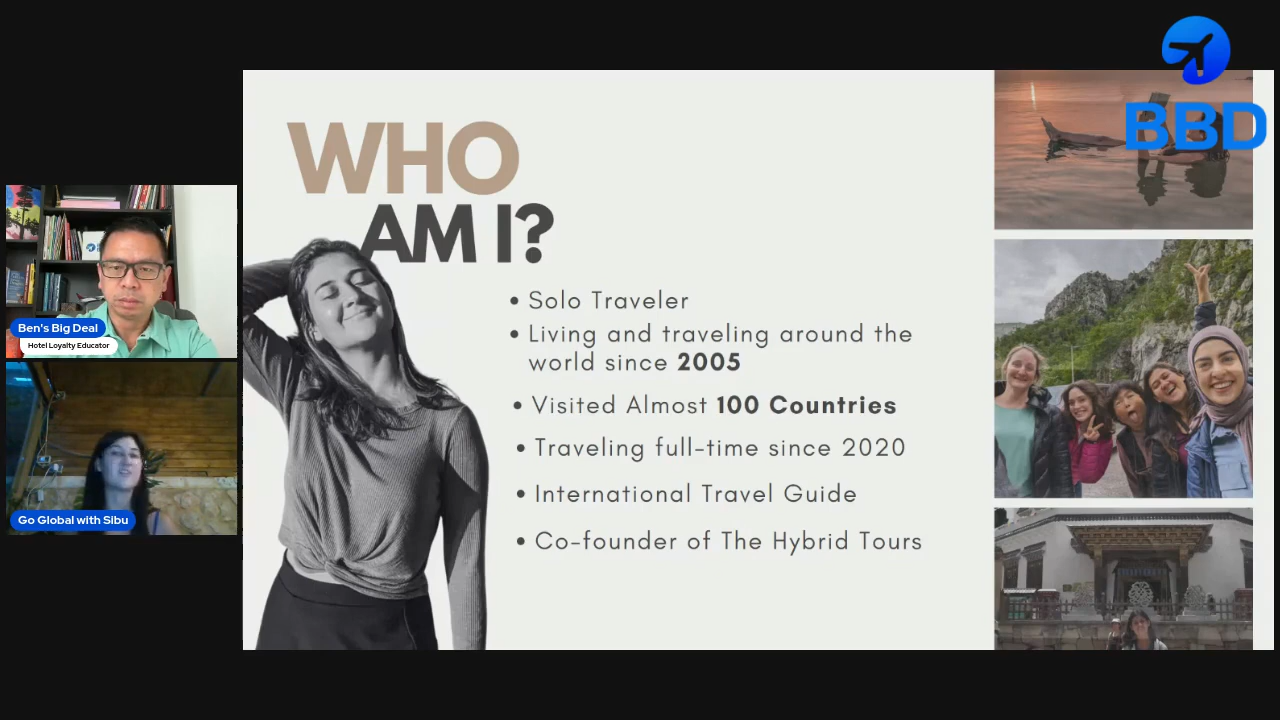 BBD
WHO
AM I?
• Solo Traveler
• Living and traveling around the
world since 2005
• Visited Almost 100 Countries
• Traveling full-time since 2020
• International Travel Guide
• Co-founder of The Hybrid Tours
Ben's Big Deal
Hotel Loyalty Educator
Go Global with Sibu